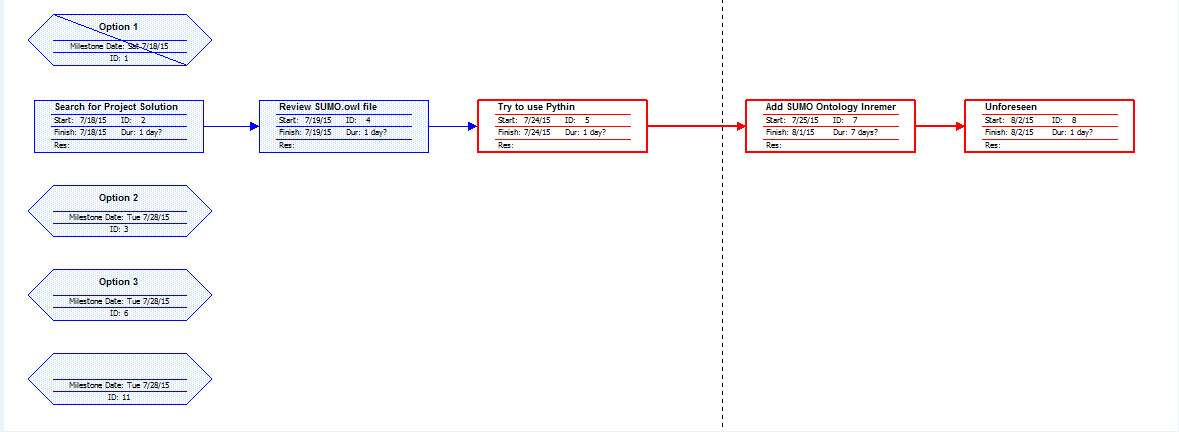 Option 1
Milestone Date: Sat 7/18/15
ID: 1
Search for Project Solution
Start: 7/18/15 ID: 2
Finish: 7/18/15 Dur: 1 day?
Res:
Review SUMO.owl file
Start: 7/19/15 ID: 4
Finish: 7/19/15 Dur: 1 day?
Res:
Try to use Pythin
Start: 7/24/15 ID: 5
Finish: 7/24/15 Dur: 1 day?
Res:
Add SUMO Ontology Inremer
Start: 7/25/15 ID: 7
Finish: 8/1/15 Dur: 7 days?
Res:
Unforeseen
Start: 8/2/15 ID: 8
Finish: 8/2/15 Dur: 1 day?
Res:
Option 2
Milestone Date: Tue 7/28/15
ID: 3
Option 3
Milestone Date: Tue 7/28/15
ID: 6
Milestone Date: Tue 7/28/15
ID: 11